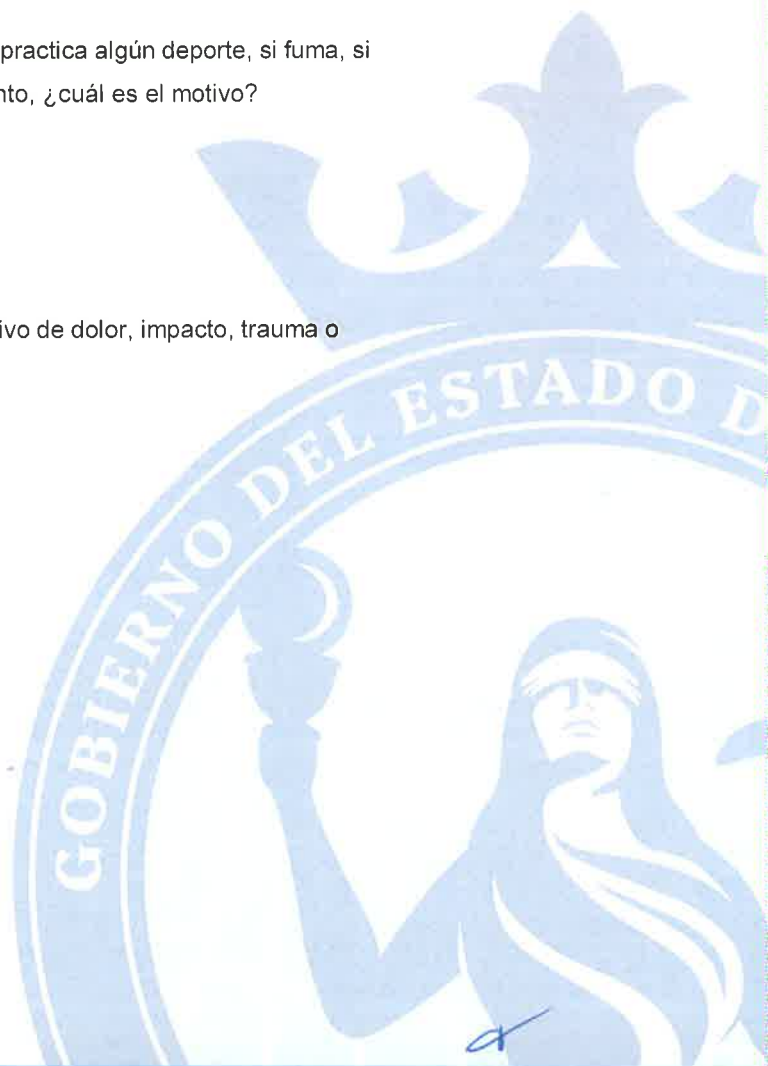 practica algún deporte, si fuma, si
nto, ¿cuál es el motivo?
ivo de dolor, impacto, trauma o
GOBIERNO DEL ESTADO D